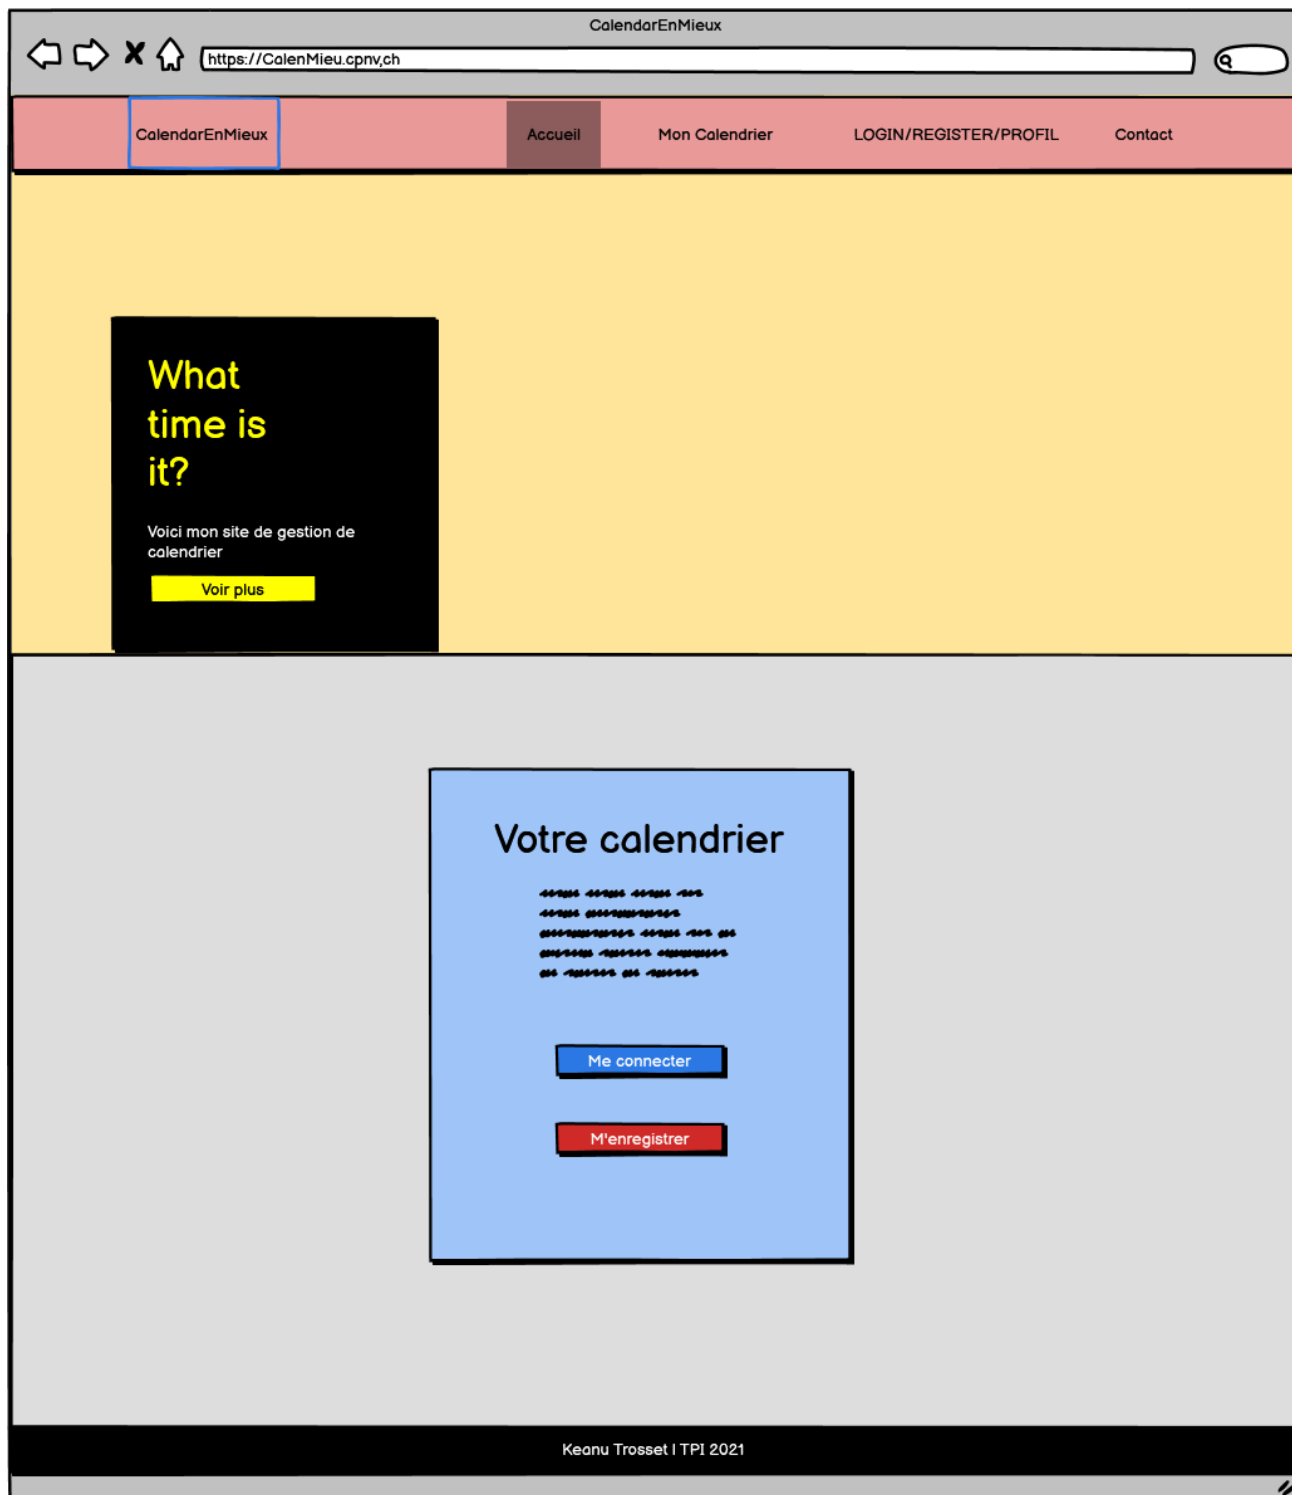 CalendarEnMieux
https://CalenMieu.cpnv,ch
CalendarEnMieux
Accueil
Mon Calendrier
LOGIN/REGISTER/PROFIL
Contact
What
time is
it?
Voici mon site de gestion de
calendrier
Voir plus
Votre calendrier
Me connecter
M'enregistrer
Keanu Trosset | TPI 2021